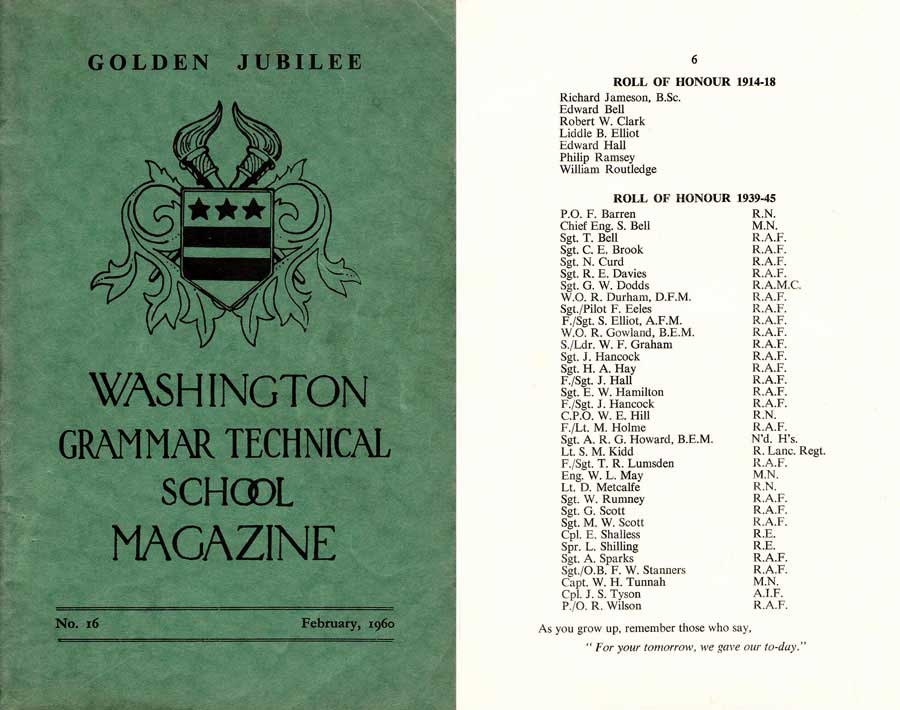 GOLDEN JUBILEE
WASHINGTON
GRAMMAR TECHNICAL
SCHOOL
MAGAZINE
No. 16 February, 1960
6
ROLL OF HONOUR 1914-18
Richard Jameson, B.Sc.
Edward Bell
Robert W. Clark
Liddle B. Elliot
Edward Hall
Philip Ramsey
William Routledge
ROLL OF HONOUR 1939-45
P.O. F. Barren R.N.
Chief Eng. S. Bell M.N.
Sgt. T. Bell R.A.F.
Sgt. C. E. Brook R.A.F.
Sgt. N. Curd R.A.F.
Sgt. R. E. Davies R.A.F.
Sgt. G. W. Dodds R.A.M.C.
W.O. R. Durham, D.F.M. R.A.F.
Sgt./Pilot F. Eeles R.A.F.
F./Sgt. S. Elliot, A.F.M. R.A.F.
W.O. R. Gowland, B.E.M. R.A.F.
S./Ldr. W. F. Graham R.A.F.
Sgt. J. Hancock R.A.F.
Sgt. H. A. Hay R.A.F.
F./Sgt. J. Hall R.A.F.
Sgt. E. W. Hamilton R.A.F.
F./Sgt. J. Hancock R.A.F.
C.P.O. W. E. Hill R.N.
F./Lt. M. Holme R.A.F.
Sgt. A. R. G. Howard, B.E.M. N'd. H's.
Lt. S. M. Kidd R. Lanc. Regt.
F./Sgt. T. R. Lumsden R.A.F.
Eng. W. L. May M.N.
Lt. D. Metcalfe R.N.
Sgt. W. Rumney R.A.F.
Sgt. G. Scott R.A.F.
Sgt. M. W. Scott R.A.F.
Cpl. E. Shalless R.E.
Spr. L. Shilling R.E.
Sgt. A. Sparks R.A.F.
Sgt./O.B. F. W. Stanners R.A.F.
Capt. W. H. Tunnah M.N.
Cpl. J. S. Tyson A.I.F.
P./O. R. Wilson R.A.F.
As you grow up, remember those who say,
" For your tomorrow, we gave our to-day."